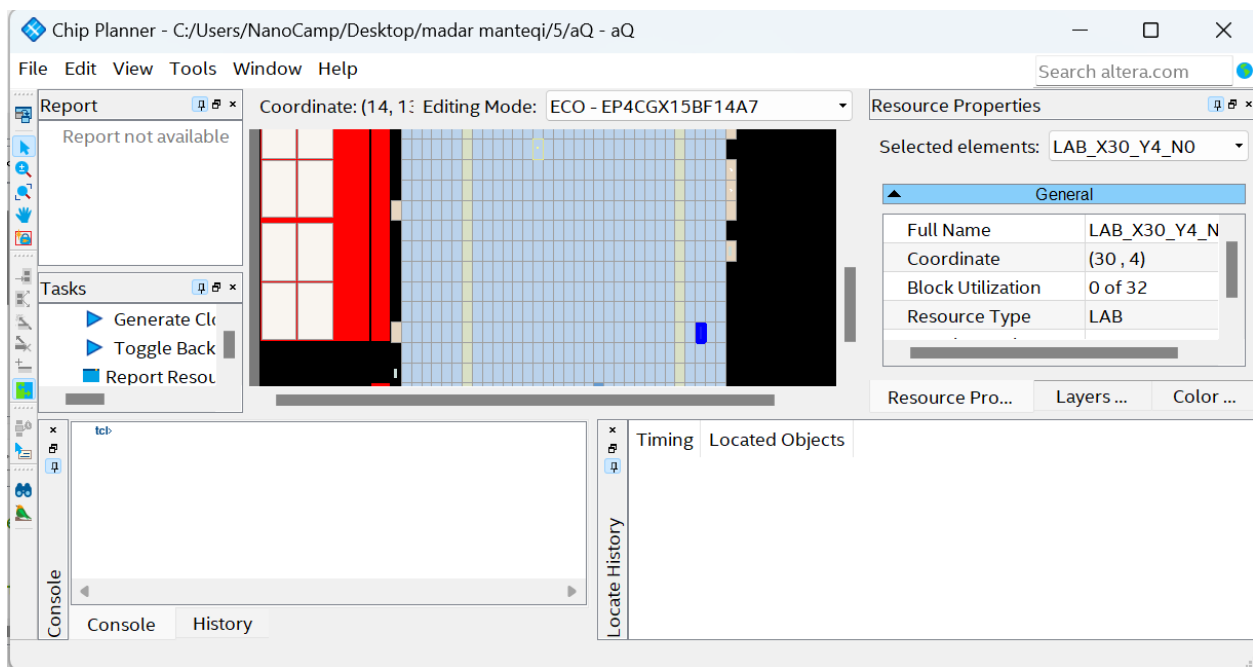 Chip Planner - C:/Users/NanoCamp/Desktop/madar manteqi/5/aQ - aQ
File Edit View Tools Window Help
Search altera.com
Report
Report not available
Coordinate: (14, 13 Editing Mode: ECO - EP4CGX15BF14A7
Resource Properties
Selected elements: LAB_X30_Y4_N0
General
Full Name LAB_X30_Y4_N
Coordinate (30 , 4)
Block Utilization 0 of 32
Resource Type LAB
Tasks
Generate Clo
Toggle Back
Report Resou
Resource Pro... Layers ... Color ...
tcl>
Console
Console History
Locate History
Timing Located Objects